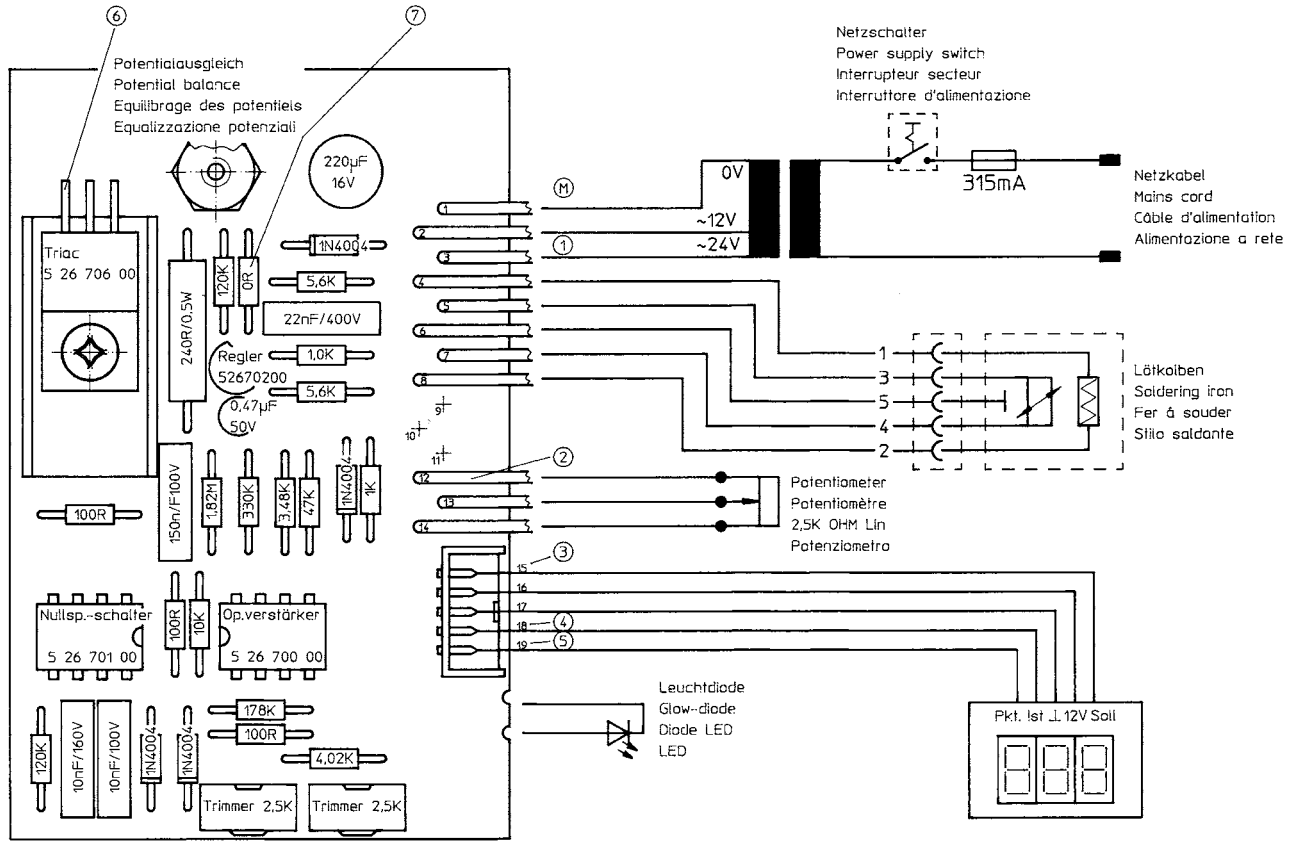 6
7
Potentialausgleich
Potential balance
Equilibrage des potentiels
Equalizzazione potenziali
Netzschalter
Power supply switch
Interrupteur secteur
Interruttore d'alimentazione
315mA
Netzkabel
Mains cord
Câble d'alimentation
Alimentazione a rete
0V
~12V
~24V
M
1
220µF
16V
Triac
5 26 706 00
240R/0,5W
120K
0R
1N4004
5,6K
22nF/400V
Regler
52670200
1,0K
5,6K
0,47µF
50V
1
2
3
4
5
6
7
8
9
10
11
12
13
14
2
1
3
5
4
2
Lötkolben
Soldering iron
Fer à souder
Stilo saldante
Potentiometer
Potentiomètre
2,5K OHM Lin
Potenziometro
100R
150n/F100V
1,82M
330K
3,48K
47K
1N4004
1K
15
3
16
17
18
4
19
5
Nullsp.-schalter
5 26 701 00
100R
10K
Op.verstärker
5 26 700 00
Leuchtdiode
Glow-diode
Diode LED
LED
Pkt. Ist ⊥ 12V Soll
178K
100R
4,02K
120K
10nF/160V
10nF/100V
1N4004
1N4004
Trimmer 2,5K
Trimmer 2,5K